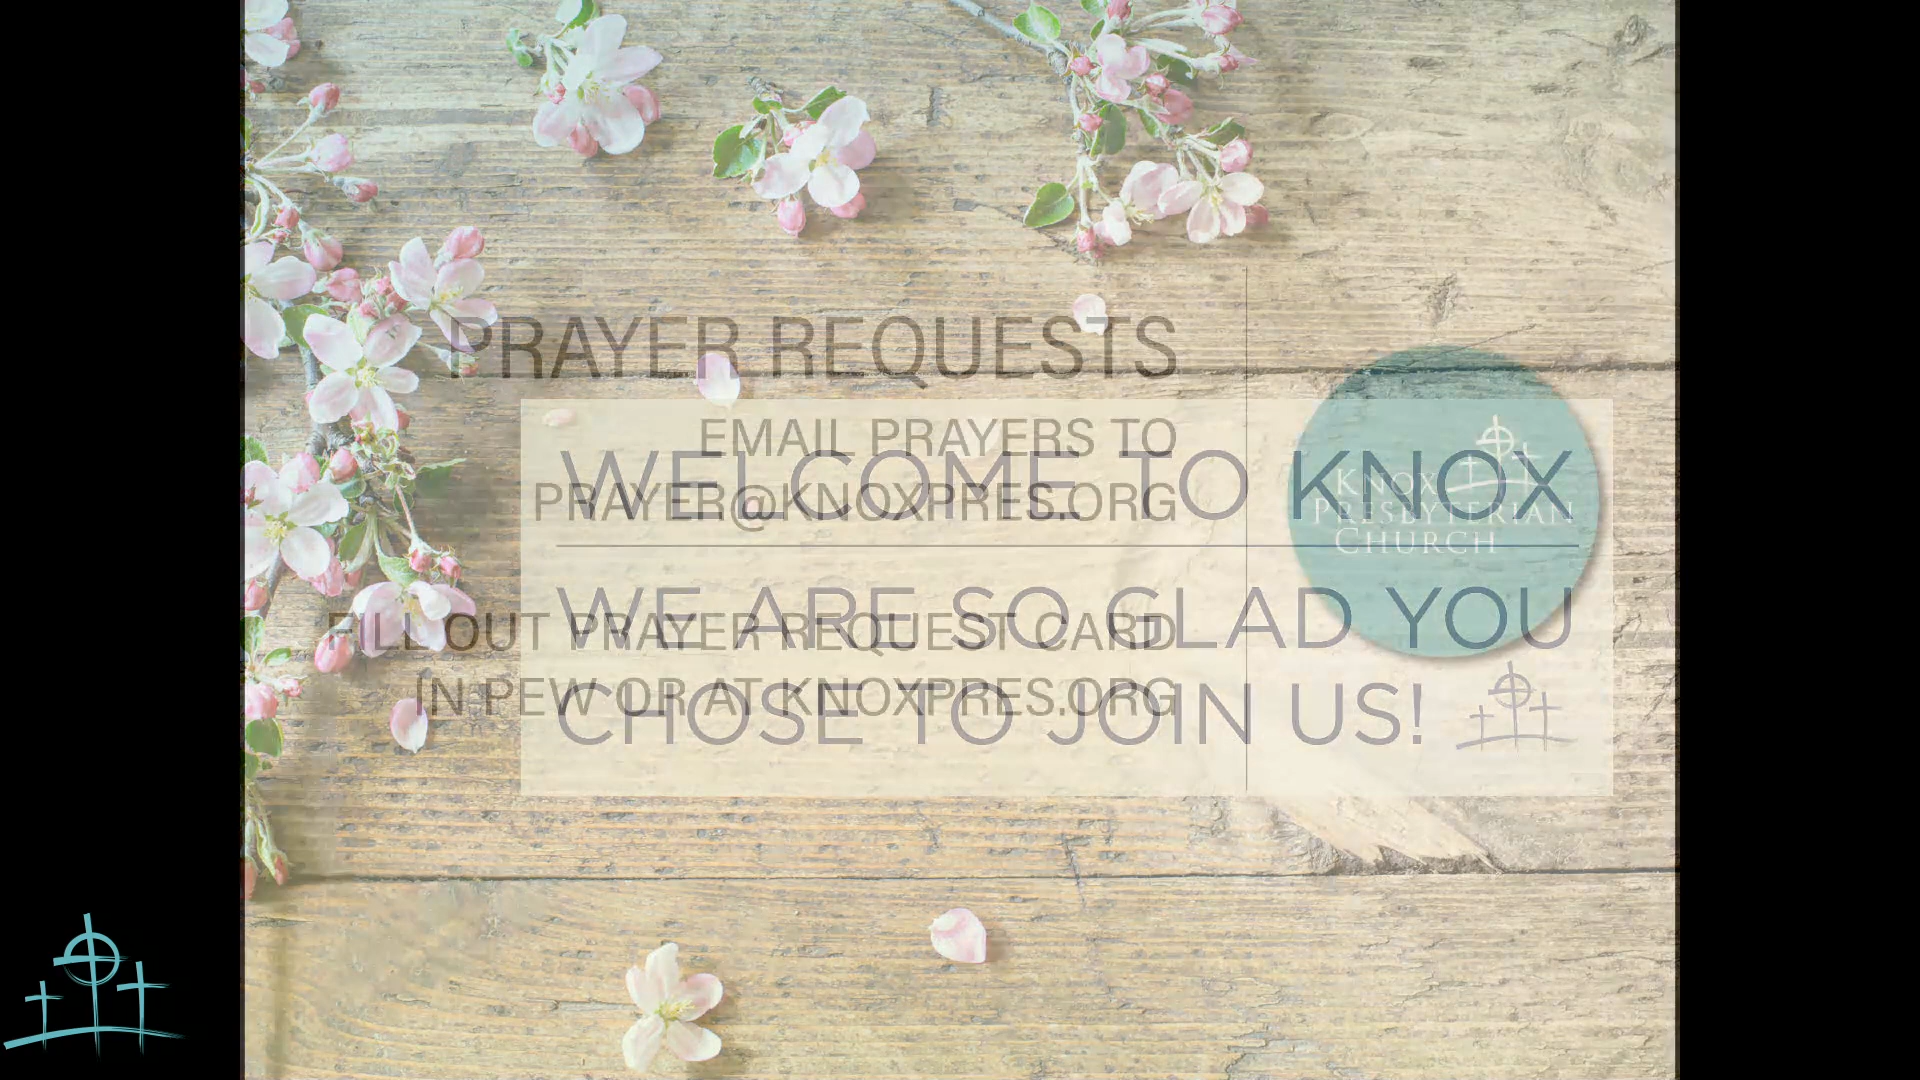 PRAYER REQUESTS
EMAIL PRAYERS TO
PRAYER@KNOXPRES.ORG
FILL OUT PRAYER REQUEST CARD
IN PEW OR AT KNOXPRES.ORG
WELCOME TO KNOX
WE ARE SO GLAD YOU
CHOSE TO JOIN US!
KNOX
PRESBYTERIAN
CHURCH